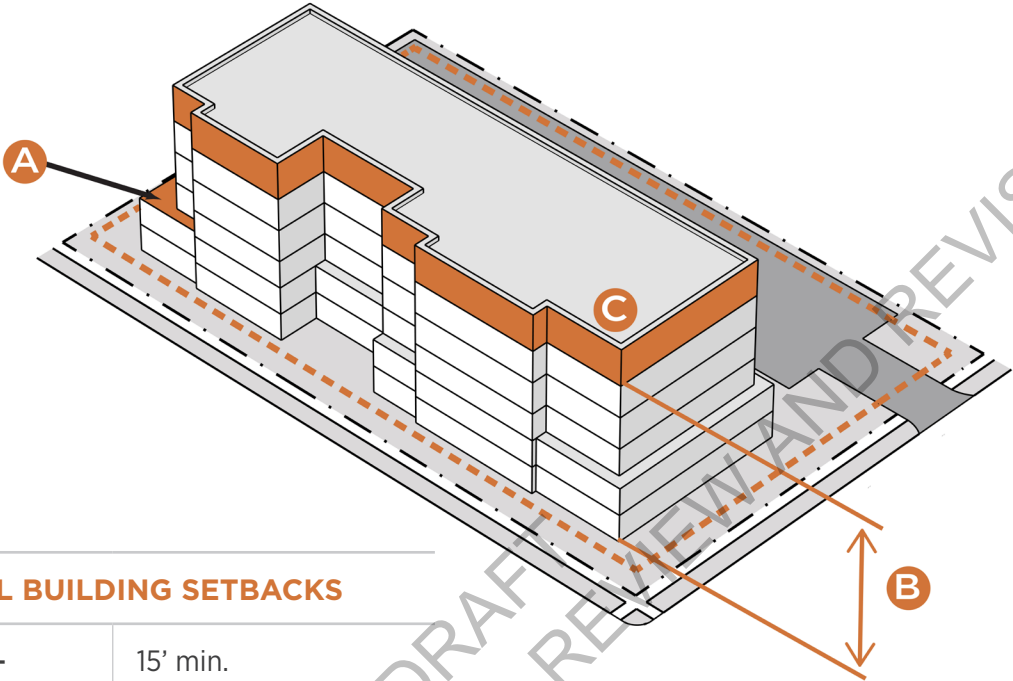 A
C
B
DRAFT
REVIEW AND REVIS
L BUILDING SETBACKS
15’ min.